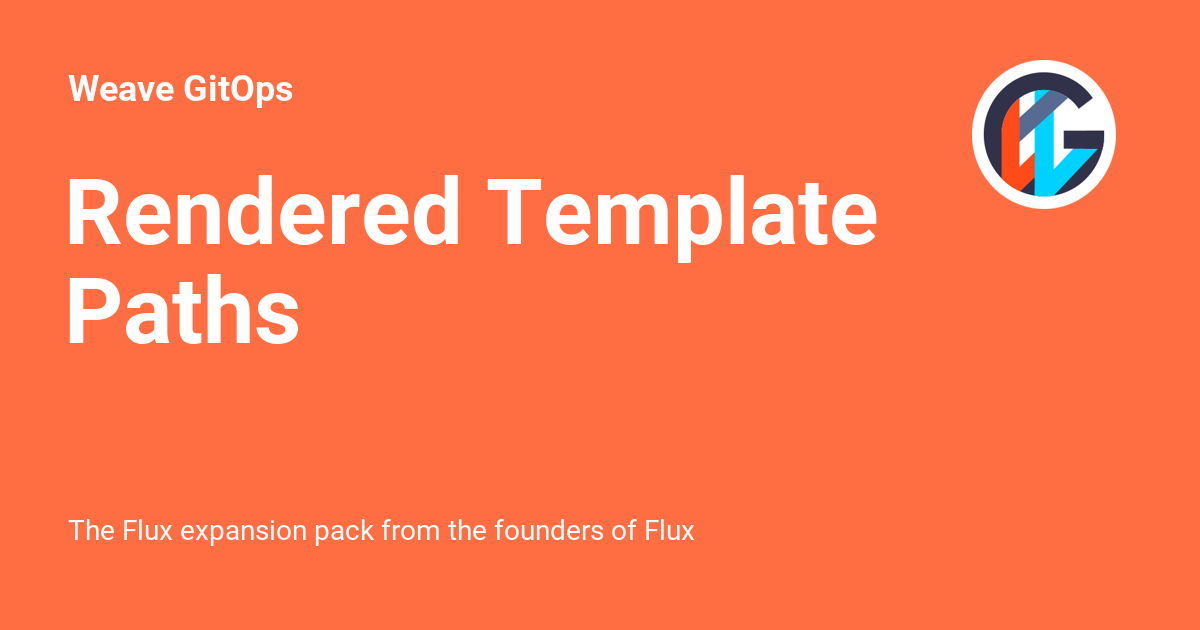 Weave GitOps
Rendered Template
Paths
The Flux expansion pack from the founders of Flux